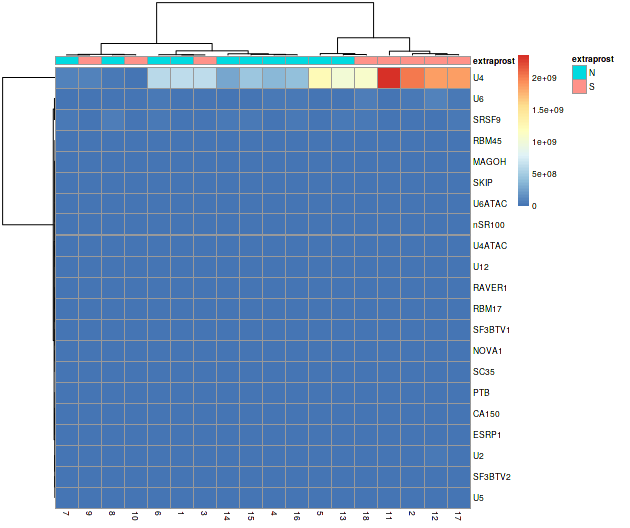 extraprost
U4
U6
SRSF9
RBM45
MAGOH
SKIP
U6ATAC
nSR100
U4ATAC
U12
RAVER1
RBM17
SF3BTV1
NOVA1
SC35
PTB
CA150
ESRP1
U2
SF3BTV2
U5
7 9 8 10 6 1 3 14 15 4 16 5 13 18 11 2 12 17
2e+09
1.5e+09
1e+09
5e+08
0
extraprost
N
S